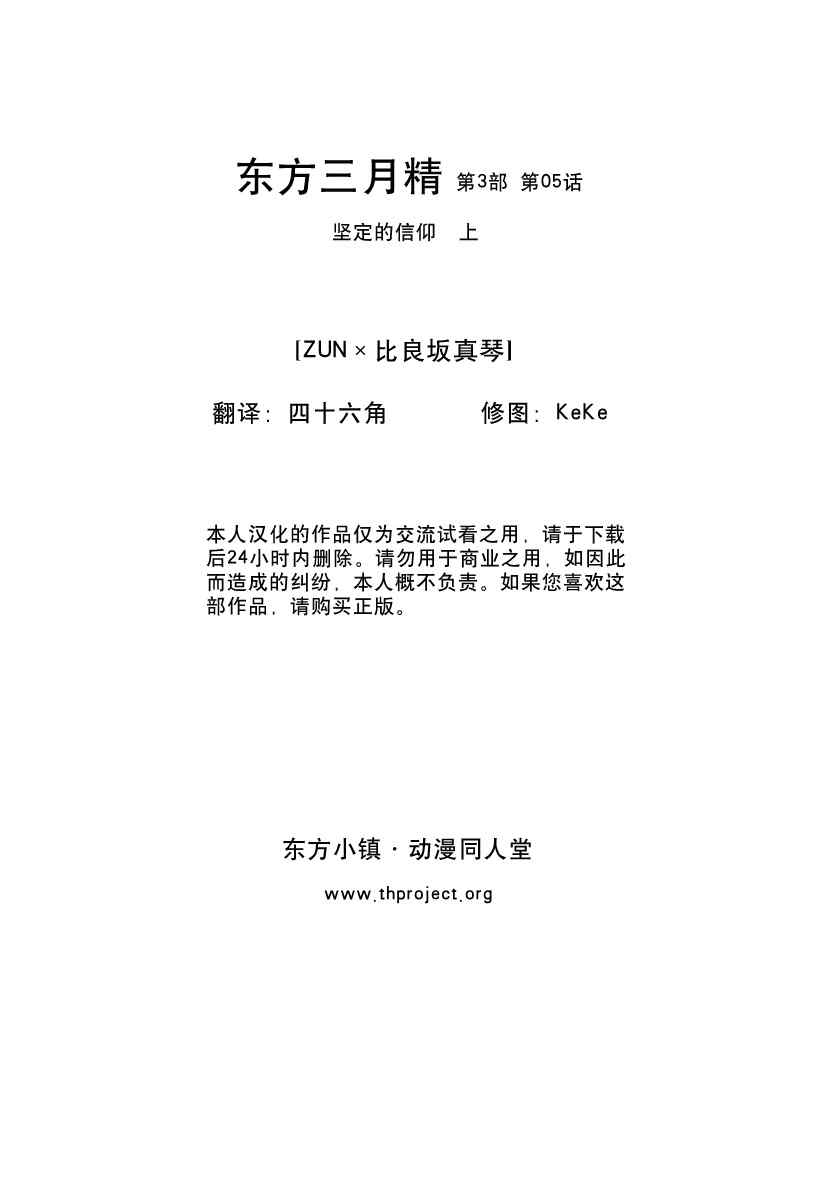 东方三月精 第3部 第05话
坚定的信仰 上
[ZUN × 比良坂真琴]
翻译：四十六角 修图：KeKe
本人汉化的作品仅为交流试看之用，请于下载
后24小时内删除。请勿用于商业之用，如因此
而造成的纠纷，本人概不负责。如果您喜欢这
部作品，请购买正版。
东方小镇·动漫同人堂
www.thproject.org